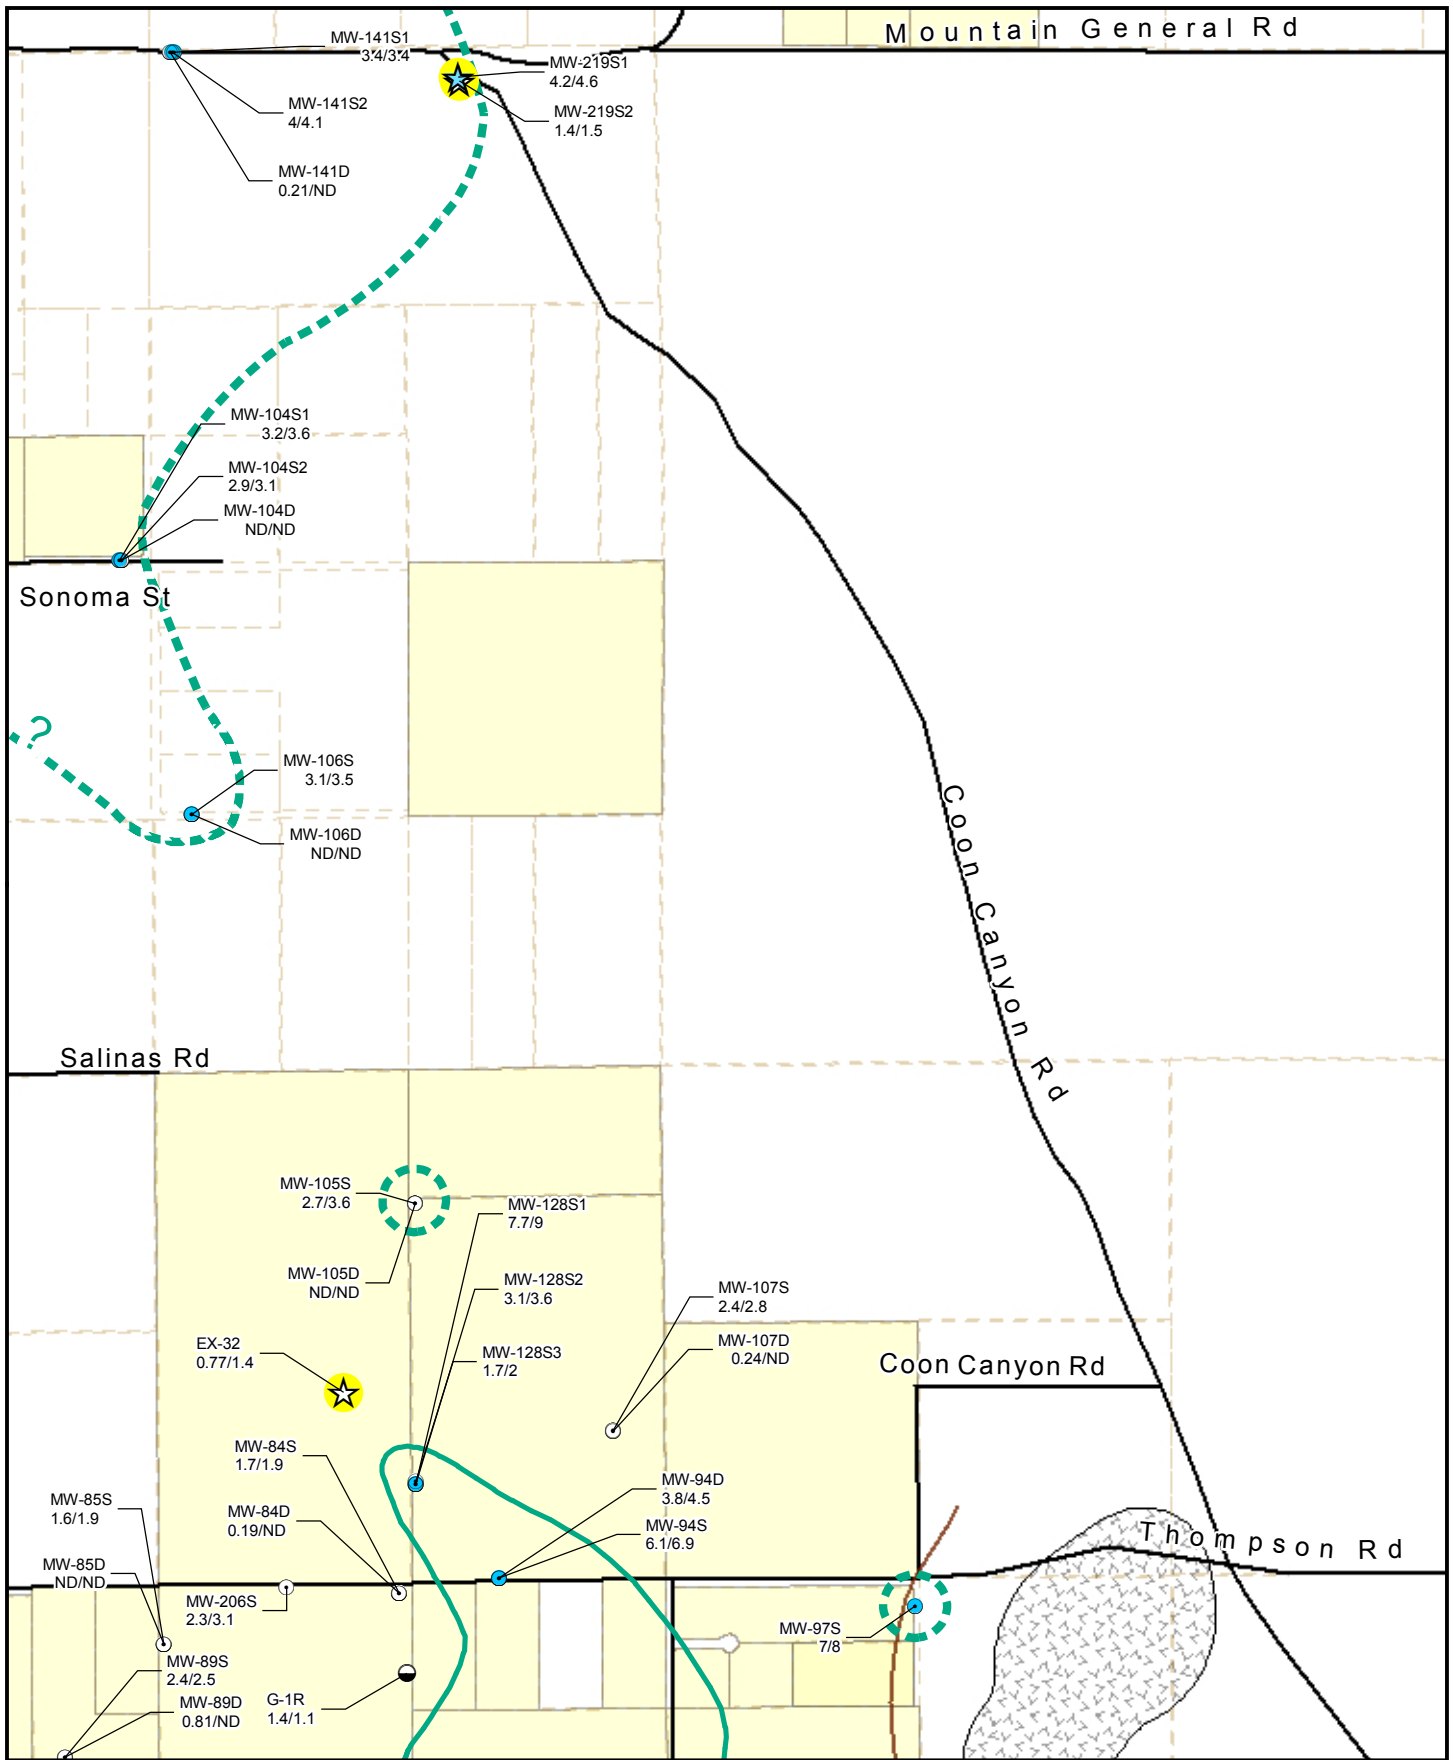 Mountain General Rd
MW-141S1
3.4/3.4
MW-219S1
4.2/4.6
MW-141S2
4/4.1
MW-219S2
1.4/1.5
MW-141D
0.21/ND
MW-104S1
3.2/3.6
MW-104S2
2.9/3.1
MW-104D
ND/ND
Sonoma St
?
MW-106S
3.1/3.5
MW-106D
ND/ND
Coon Canyon Rd
Salinas Rd
MW-105S
2.7/3.6
MW-128S1
7.7/9
MW-105D
ND/ND
MW-128S2
3.1/3.6
MW-107S
2.4/2.8
EX-32
0.77/1.4
MW-128S3
1.7/2
MW-107D
0.24/ND
Coon Canyon Rd
MW-84S
1.7/1.9
MW-94D
3.8/4.5
MW-85S
1.6/1.9
MW-84D
0.19/ND
MW-94S
6.1/6.9
Thompson Rd
MW-85D
ND/ND
MW-206S
2.3/3.1
MW-97S
7/8
MW-89S
2.4/2.5
MW-89D
0.81/ND
G-1R
1.4/1.1